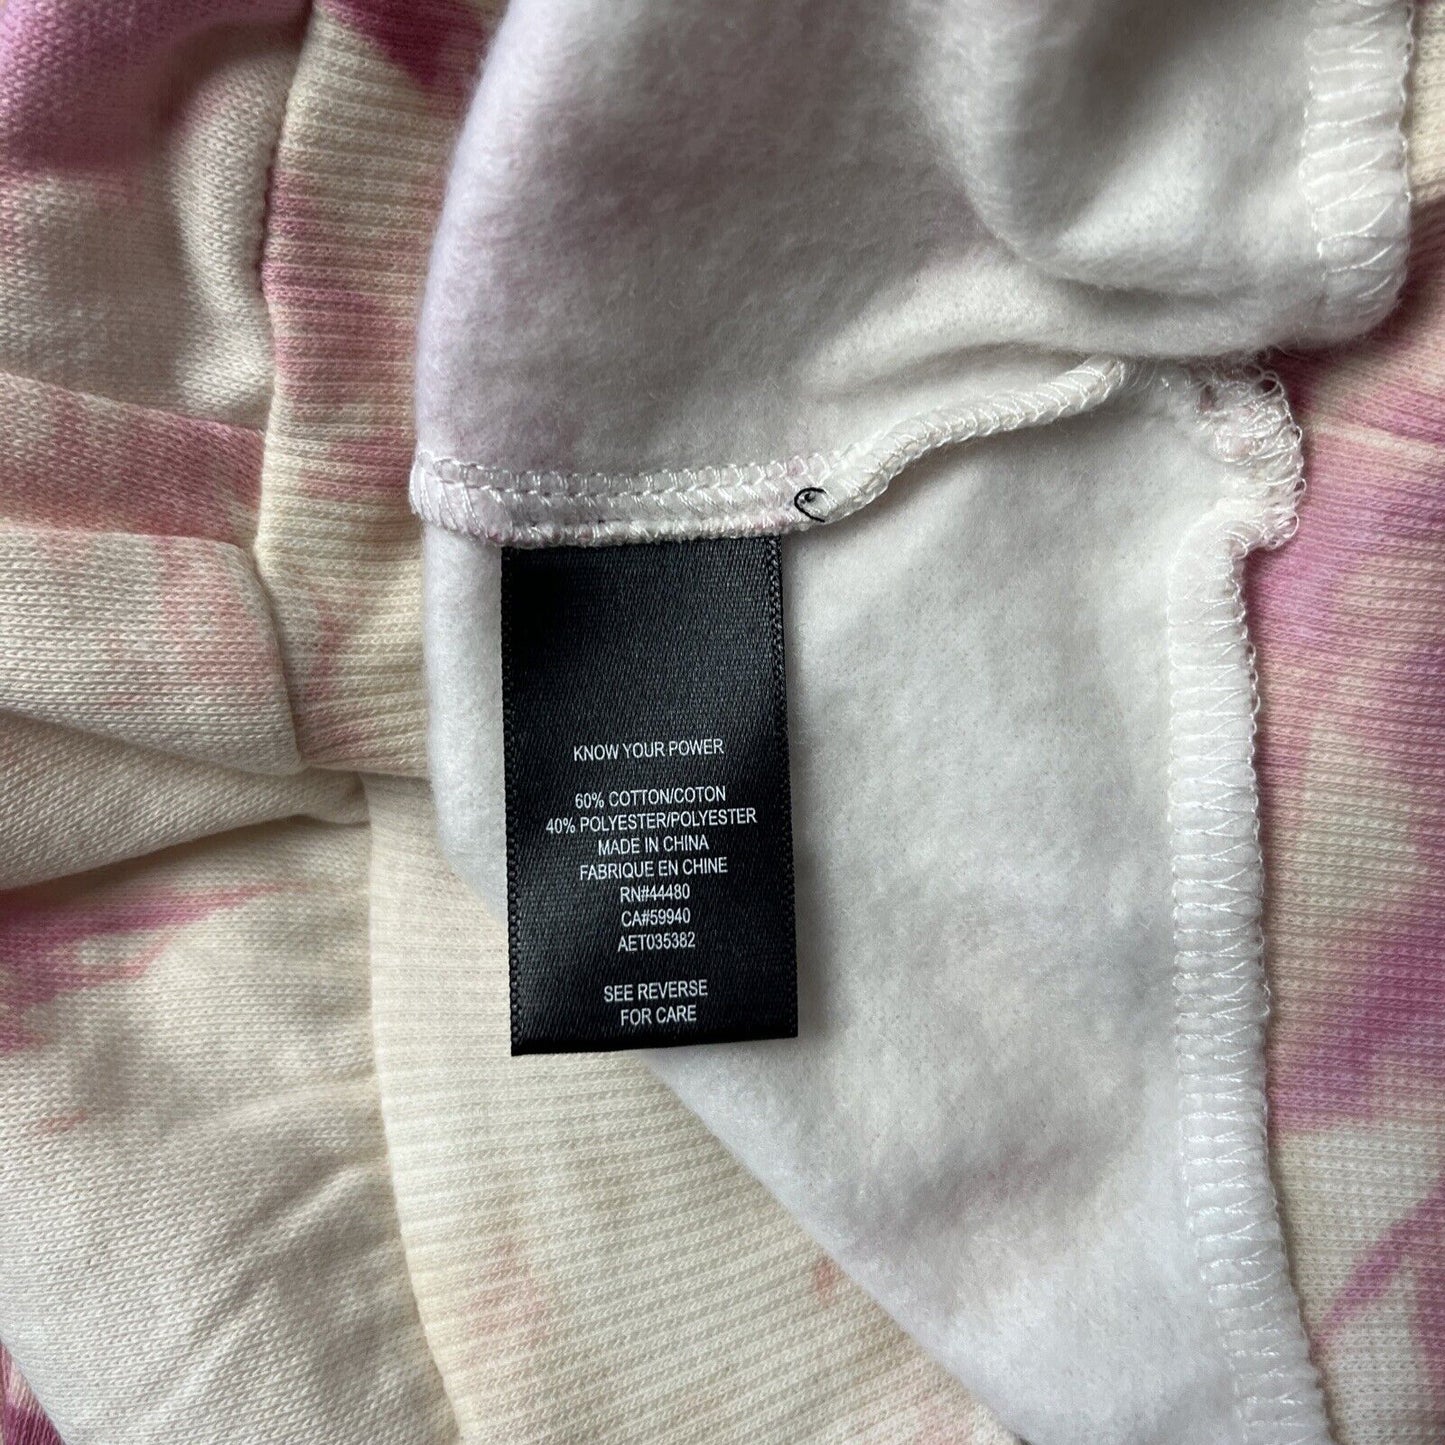 KNOW YOUR POWER
60% COTTON/COTON
40% POLYESTER/POLYESTER
MADE IN CHINA
FABRIQUE EN CHINE
RN#44480
CA#59940
AET035382
SEE REVERSE
FOR CARE